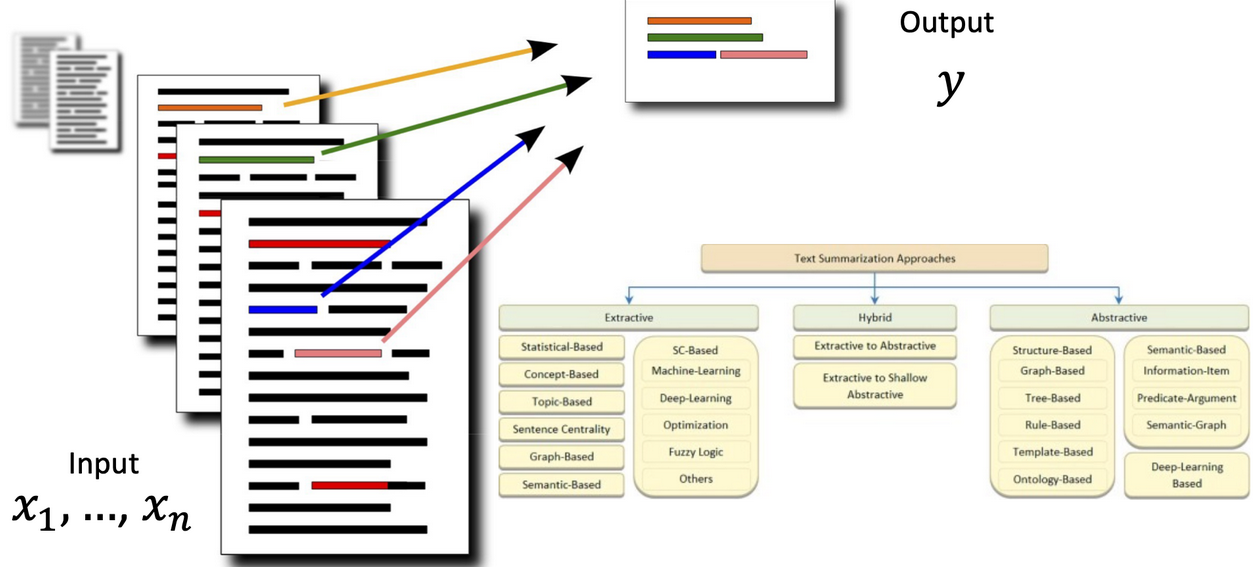 Output
y
Input
x1, ..., xn
Text Summarization Approaches
Extractive
Statistical-Based
Concept-Based
Topic-Based
Sentence Centrality
Graph-Based
Semantic-Based
SC-Based
Machine-Learning
Deep-Learning
Optimization
Fuzzy Logic
Others
Hybrid
Extractive to Abstractive
Extractive to Shallow
Abstractive
Abstractive
Structure-Based
Graph-Based
Tree-Based
Rule-Based
Template-Based
Ontology-Based
Semantic-Based
Information-Item
Predicate-Argument
Semantic-Graph
Deep-Learning
Based